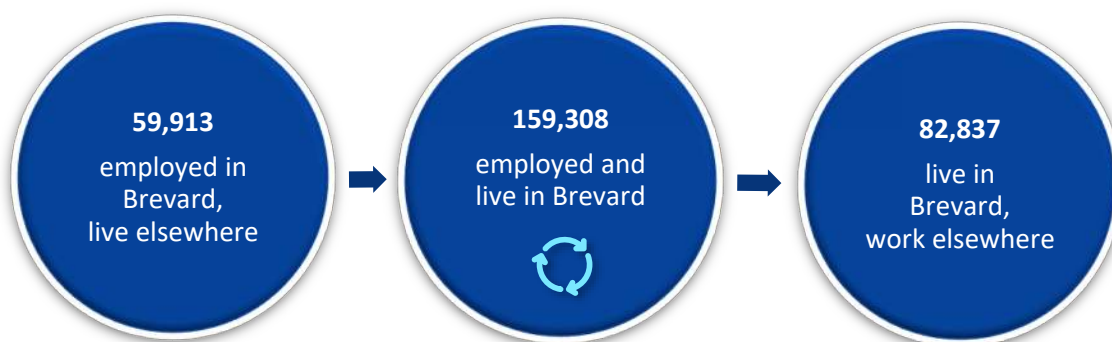 59,913
employed in
Brevard,
live elsewhere
159,308
employed and
live in Brevard
82,837
live in
Brevard,
work elsewhere